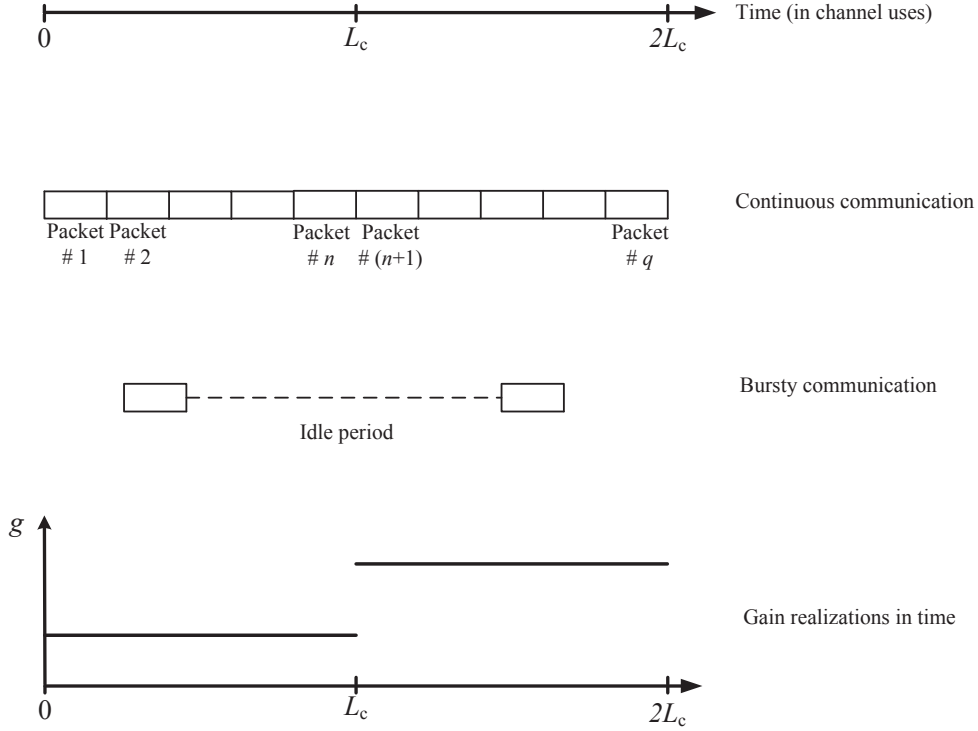 Time (in channel uses)
0 L_c 2L_c
Continuous communication
Packet Packet Packet Packet Packet
# 1 # 2 # n # (n+1) # q
Bursty communication
Idle period
g
Gain realizations in time
0 L_c 2L_c